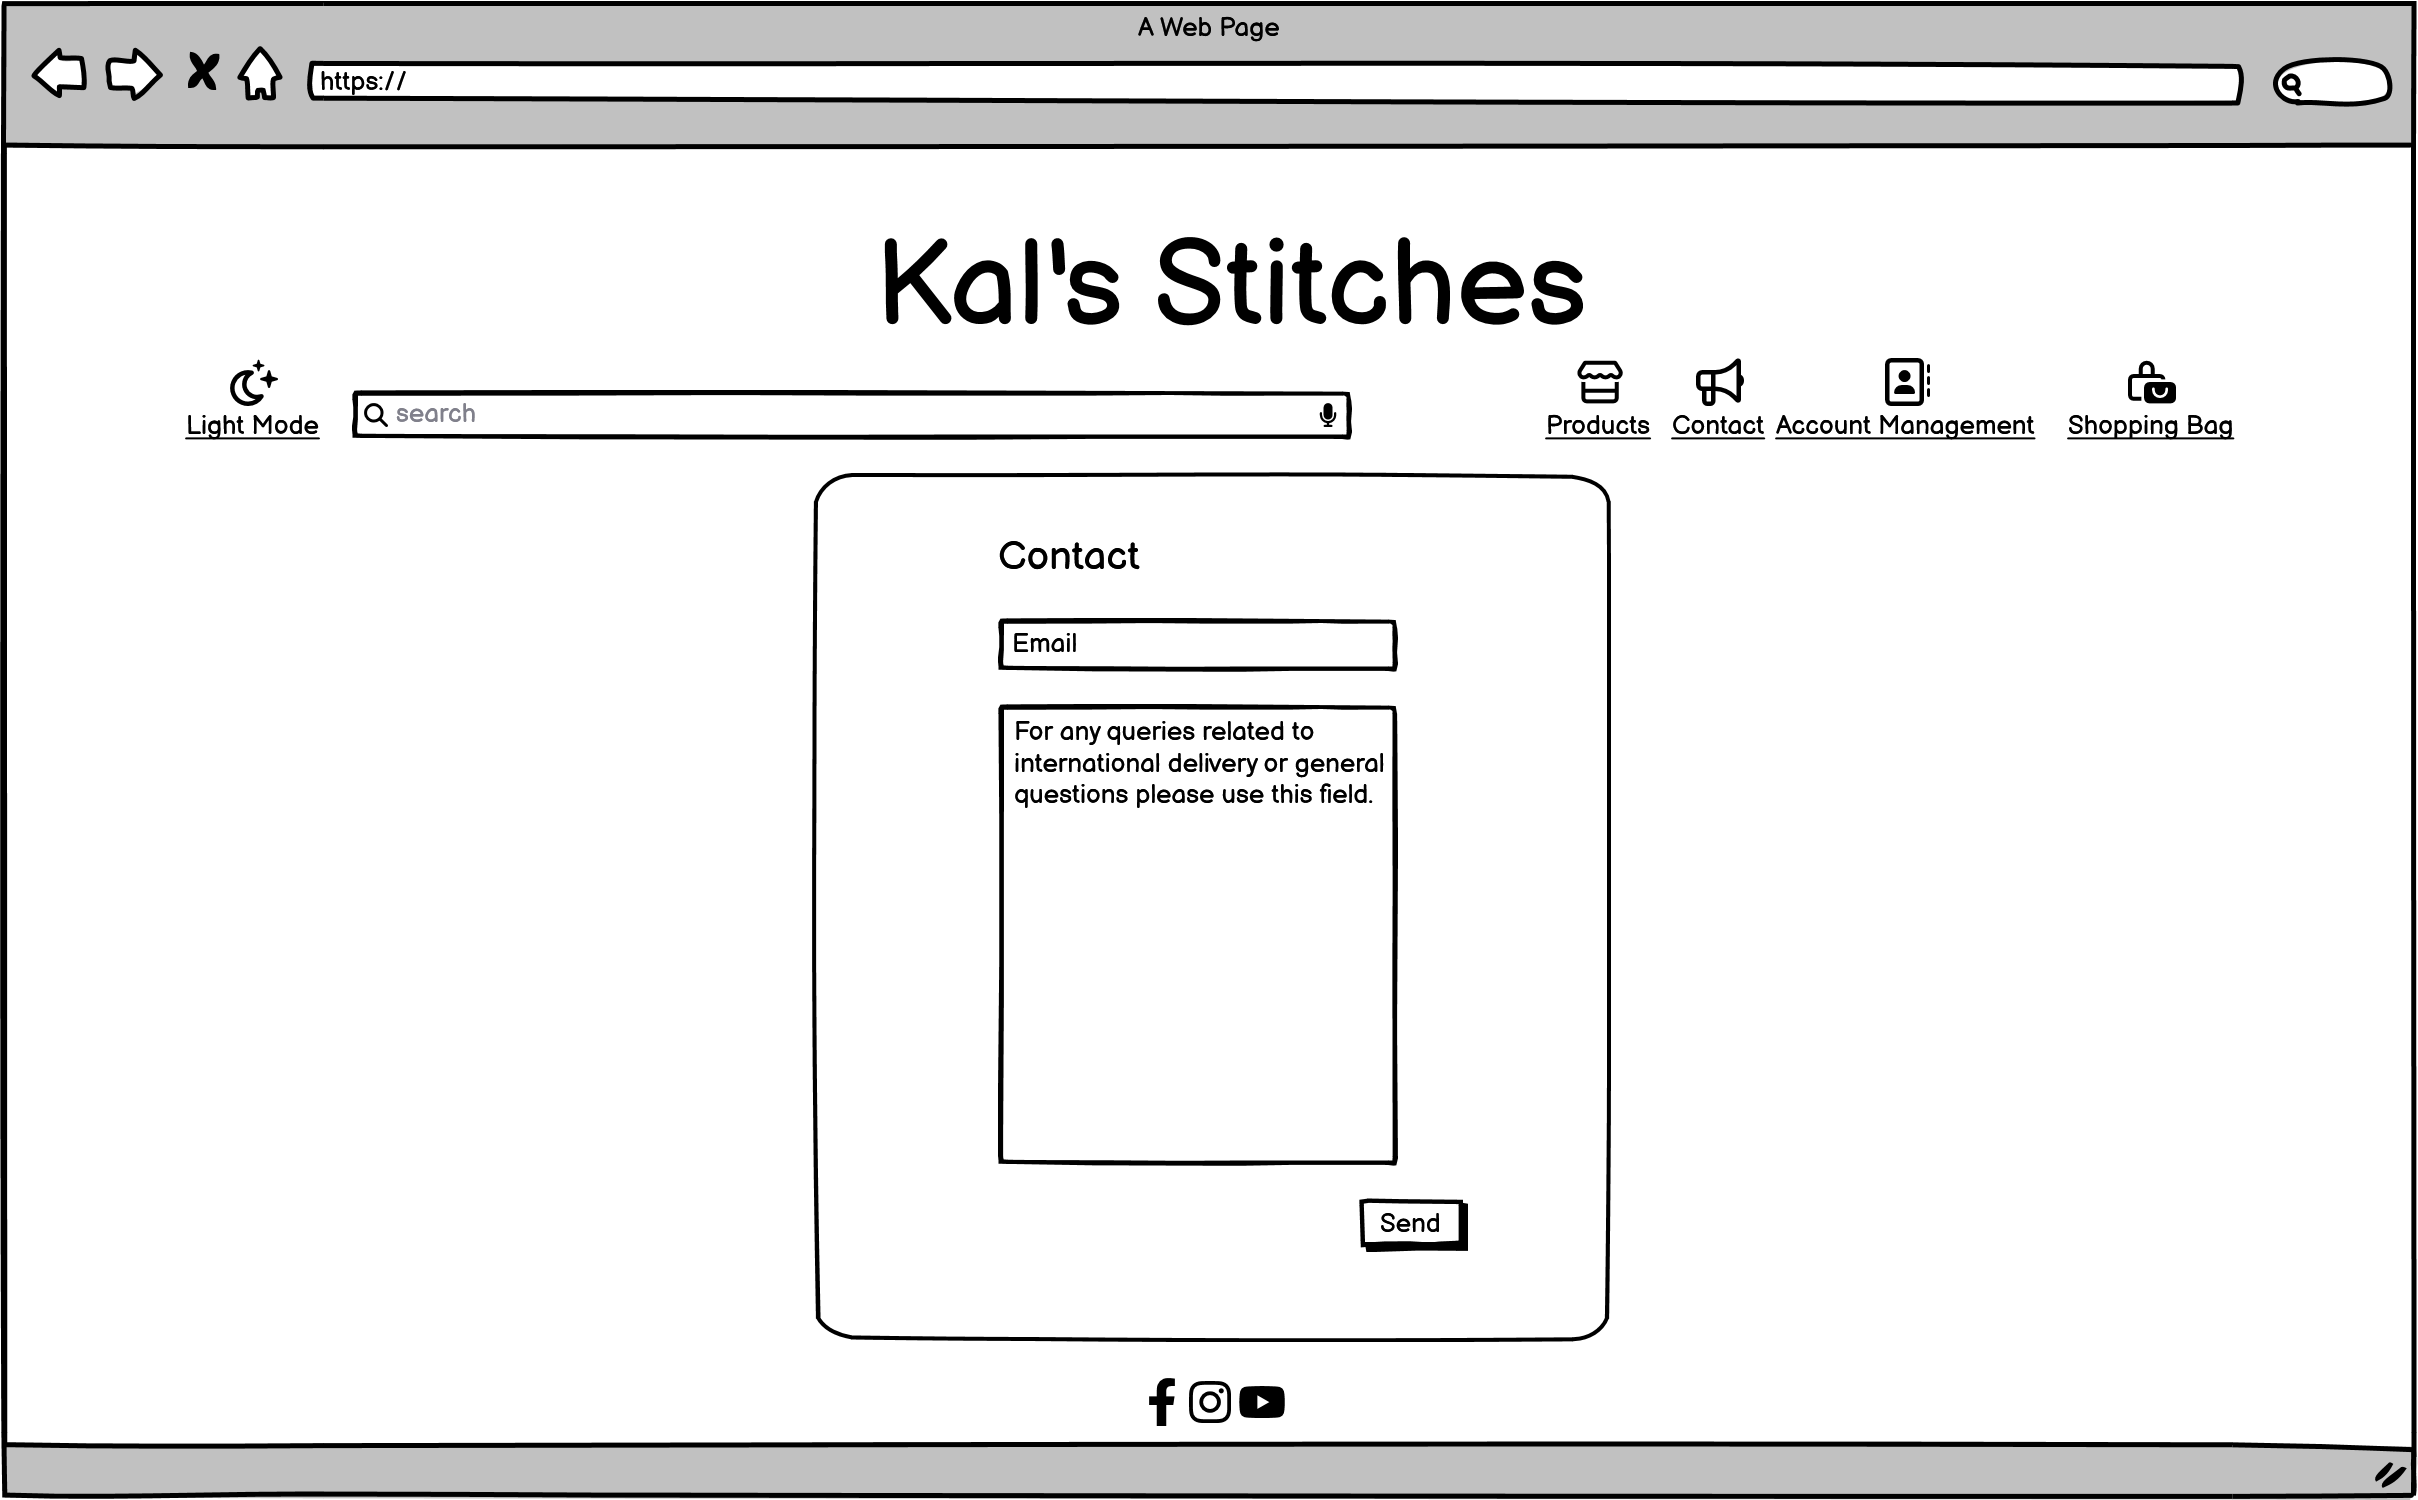 A Web Page
https://
Kal's Stitches
Light Mode
search
Products
Contact
Account Management
Shopping Bag
Contact
Email
For any queries related to
international delivery or general
questions please use this field.
Send